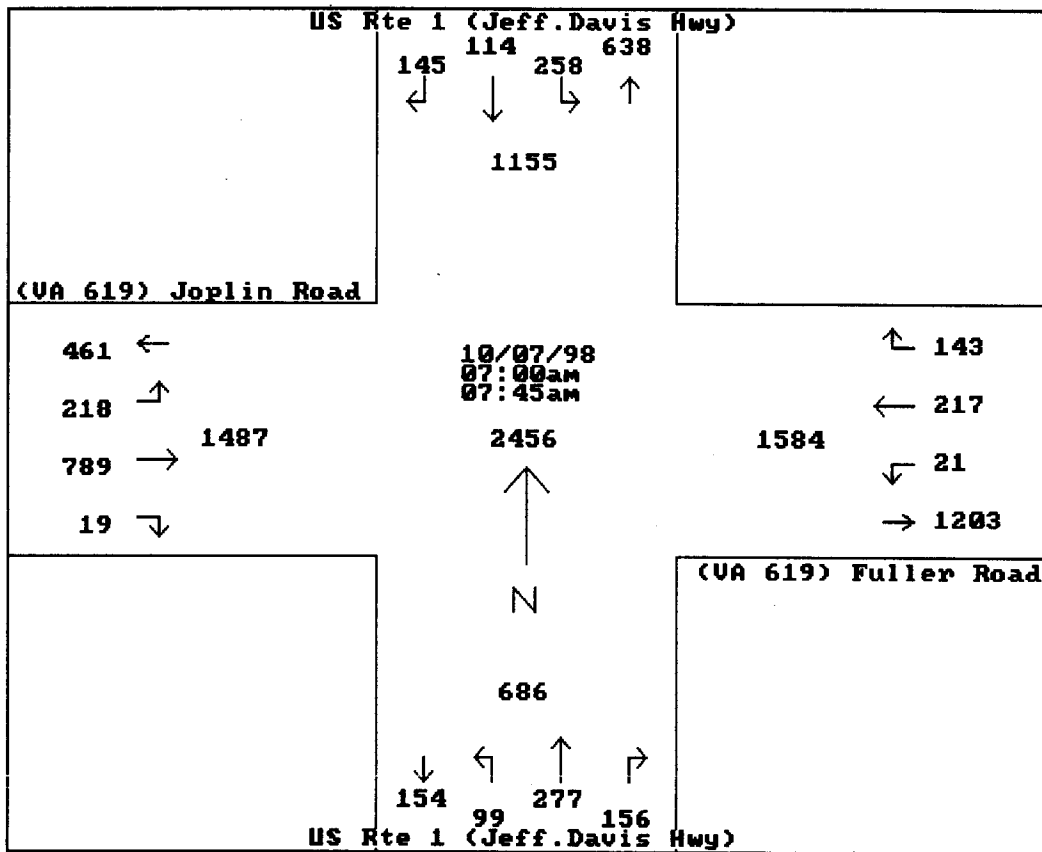 US Rte 1 (Jeff.Davis Hwy)
114 638
145 258
1155
(VA 619) Joplin Road
461
218
789
19
1487
10/07/98
07:00am
07:45am
2456
1584
143
217
21
1203
(VA 619) Fuller Road
N
686
154 277
99 156
US Rte 1 (Jeff.Davis Hwy)